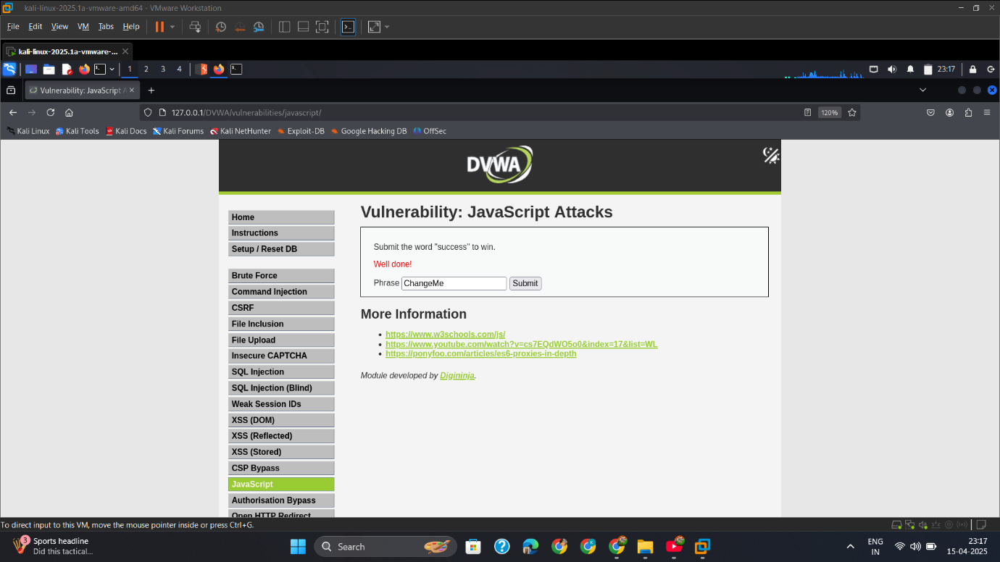 kali-linux-2025.1a-vmware-amd64 - VMware Workstation
File Edit View VM Tabs Help
kali-linux-2025.1a-vmware-...
1 2 3 4 23:17
Vulnerability: JavaScript A
127.0.0.1/DVWA/vulnerabilities/javascript/ 120%
Kali Linux Kali Tools Kali Docs Kali Forums Kali NetHunter Exploit-DB Google Hacking DB OffSec
DVWA
Vulnerability: JavaScript Attacks
Submit the word "success" to win.
Well done!
Phrase ChangeMe Submit
More Information
https://www.w3schools.com/js/
https://www.youtube.com/watch?v=cs7EQdWO5o0&index=17&list=WL
https://ponyfoo.com/articles/es6-proxies-in-depth
Module developed by Digininja.
Home
Instructions
Setup / Reset DB
Brute Force
Command Injection
CSRF
File Inclusion
File Upload
Insecure CAPTCHA
SQL Injection
SQL Injection (Blind)
Weak Session IDs
XSS (DOM)
XSS (Reflected)
XSS (Stored)
CSP Bypass
JavaScript
Authorisation Bypass
Open HTTP Redirect
To direct input to this VM, move the mouse pointer inside or press Ctrl+G.
3
Sports headline
Did this tactical...
Search
ENG
IN
23:17
15-04-2025